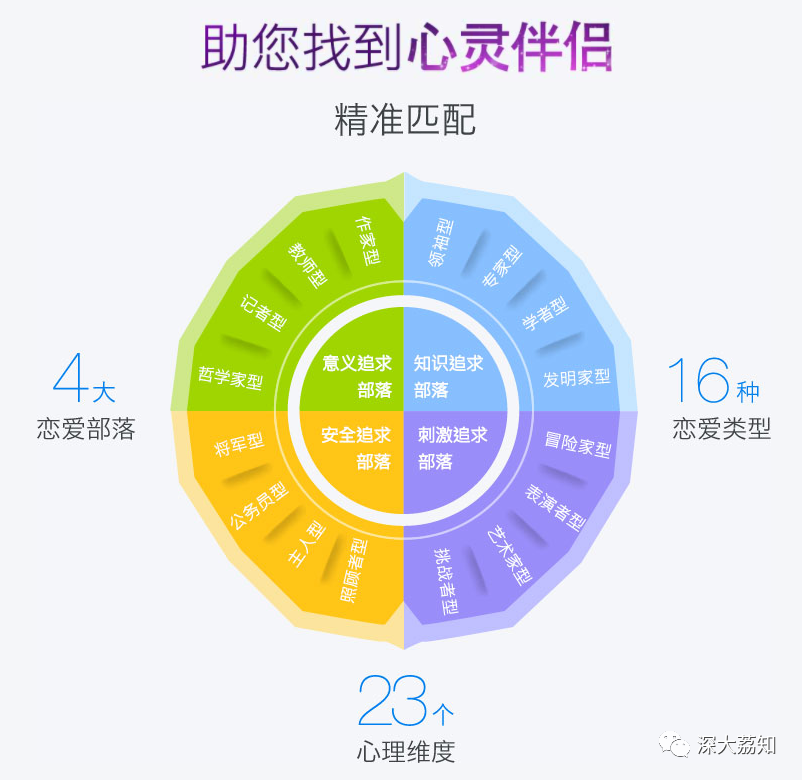 助您找到心灵伴侣
精准匹配
作家型
教师型
记者型
哲学家型
领袖型
专家型
学者型
发明家型
意义追求
部落
知识追求
部落
安全追求
部落
刺激追求
部落
将军型
公务员型
主人型
照顾者型
冒险家型
表演者型
艺术家型
挑战者型
4大
恋爱部落
16种
恋爱类型
23个
心理维度
深大荔知